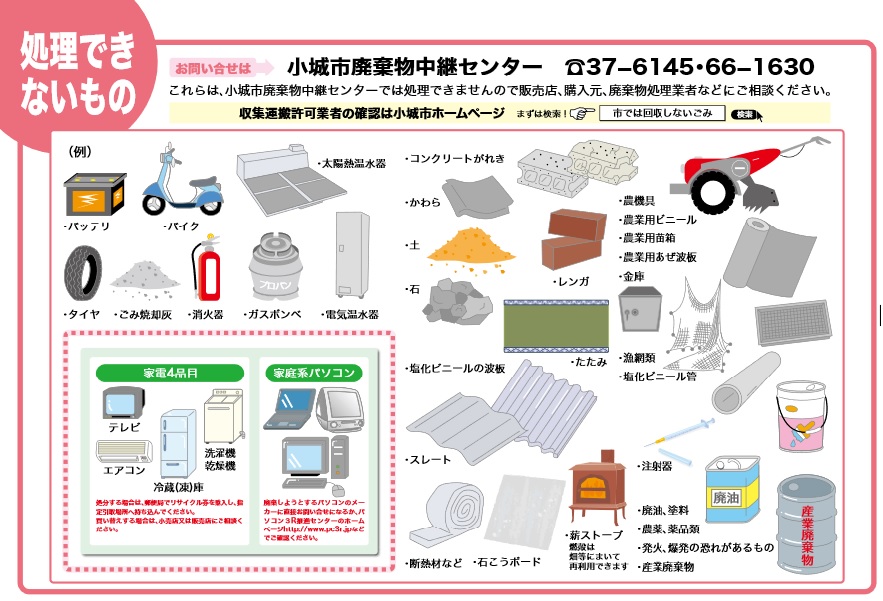 処理でき
ないもの
お問い合せは
小城市廃棄物中継センター ☎37–6145・66–1630
これらは、小城市廃棄物中継センターでは処理できませんので販売店、購入元、廃棄物処理業者などにご相談ください。
収集運搬許可業者の確認は小城市ホームページ まずは検索! 市では回収しないごみ 検索
(例)
・バッテリ
・バイク
・太陽熱温水器
・タイヤ
・ごみ焼却灰
・消火器
・ガスボンベ
プロパン
・電気温水器
・コンクリートがれき
・かわら
・土
・レンガ
・石
・たたみ
・塩化ビニールの波板
・スレート
・断熱材など
・石こうボード
・薪ストーブ
燃殻は
畑等にまいて
再利用できます
・農機具
・農業用ビニール
・農業用苗箱
・農業用あぜ波板
・金庫
・漁網類
・塩化ビニール管
・注射器
廃油
・廃油、塗料
・農薬、薬品類
・発火、爆発の恐れがあるもの
・産業廃棄物
産業廃棄物
家電4品目
テレビ
エアコン
冷蔵(凍)庫
洗濯機
乾燥機
処分する場合は、郵便局でリサイクル券を購入し、指
定引取場所へ持ち込んでください。
買い替えする場合は、小売店又は販売店にご相談く
ださい。
家庭系パソコン
廃棄しようとするパソコンのメー
カーに直接お問い合せになるか、パ
ソコン3R推進センターのホーム
ページhttp://www.pc3r.jp/など
でご確認ください。